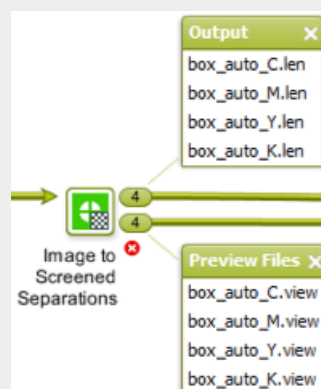 Output
box_auto_C.len
box_auto_M.len
box_auto_Y.len
box_auto_K.len
4
4
Image to
Screened
Separations
Preview Files
box_auto_C.view
box_auto_M.view
box_auto_Y.view
box_auto_K.view